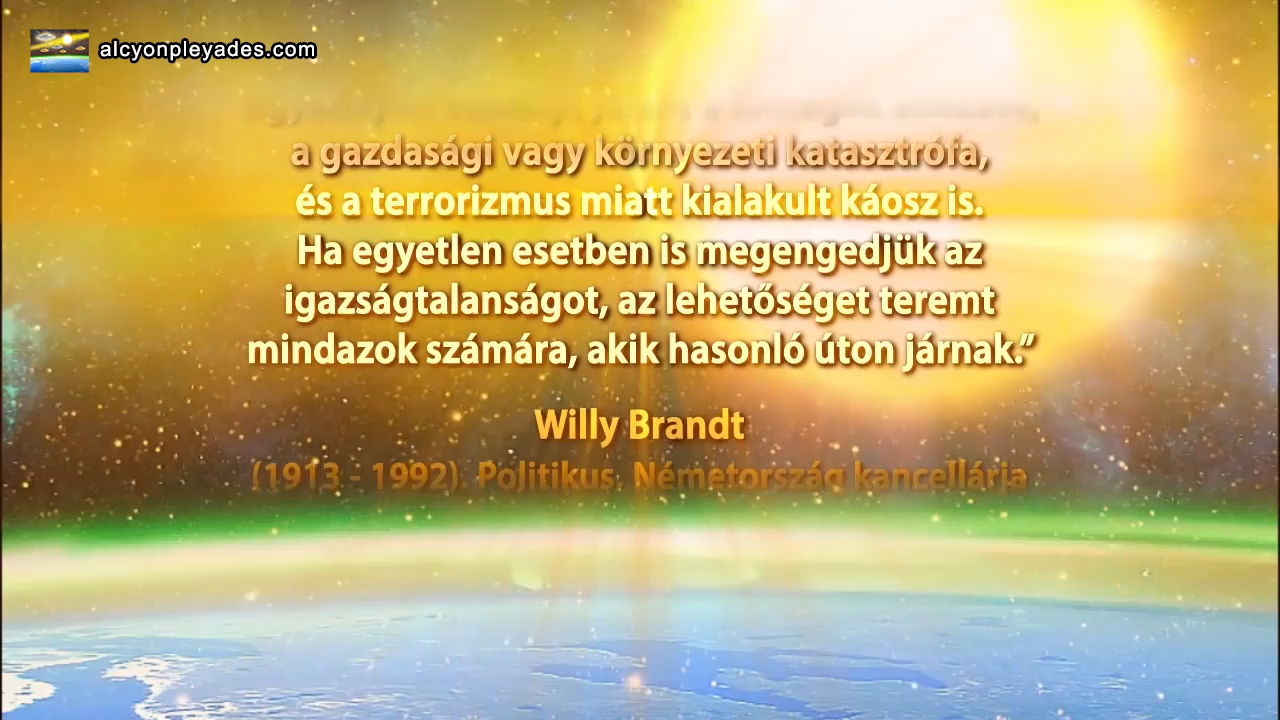 alcyonpleyades.com
a gazdasági vagy környezeti katasztrófa,
és a terrorizmus miatt kialakult káosz is.
Ha egyetlen esetben is megengedjük az
igazságtalanságot, az lehetőséget teremt
mindazok számára, akik hasonló úton járnak.”
Willy Brandt
(1913 - 1992). Politikus, Németország kancellárja